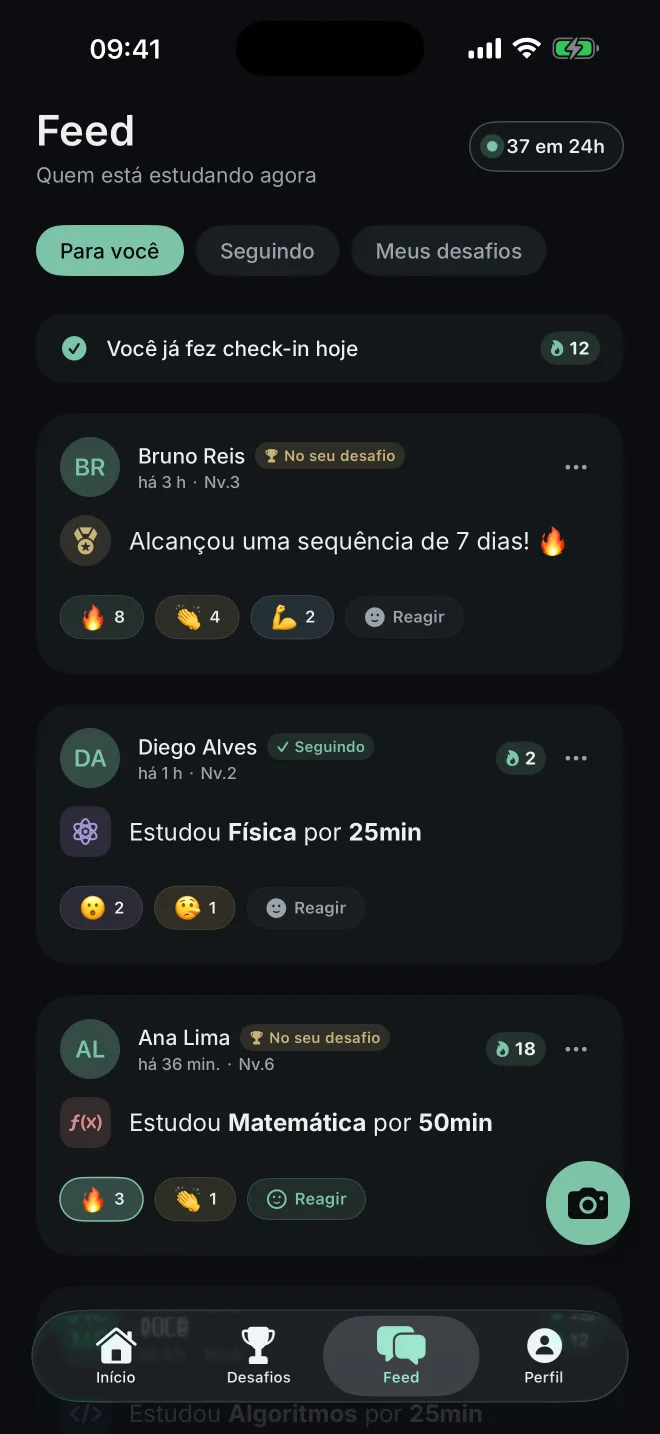 09:41
Feed
37 em 24h
Quem está estudando agora
Para você
Seguindo
Meus desafios
Você já fez check-in hoje
12
BR
Bruno Reis
No seu desafio
há 3 h · Nv.3
Alcançou uma sequência de 7 dias! 🔥
🔥 8
👏 4
💪 2
Reagir
DA
Diego Alves
Seguindo
2
há 1 h · Nv.2
Estudou Física por 25min
😮 2
🤔 1
Reagir
AL
Ana Lima
No seu desafio
18
há 36 min. · Nv.6
f(x)
Estudou Matemática por 50min
🔥 3
👏 1
Reagir
12
Início
Desafios
Feed
Perfil
</> Estudou Algoritmos por 25min